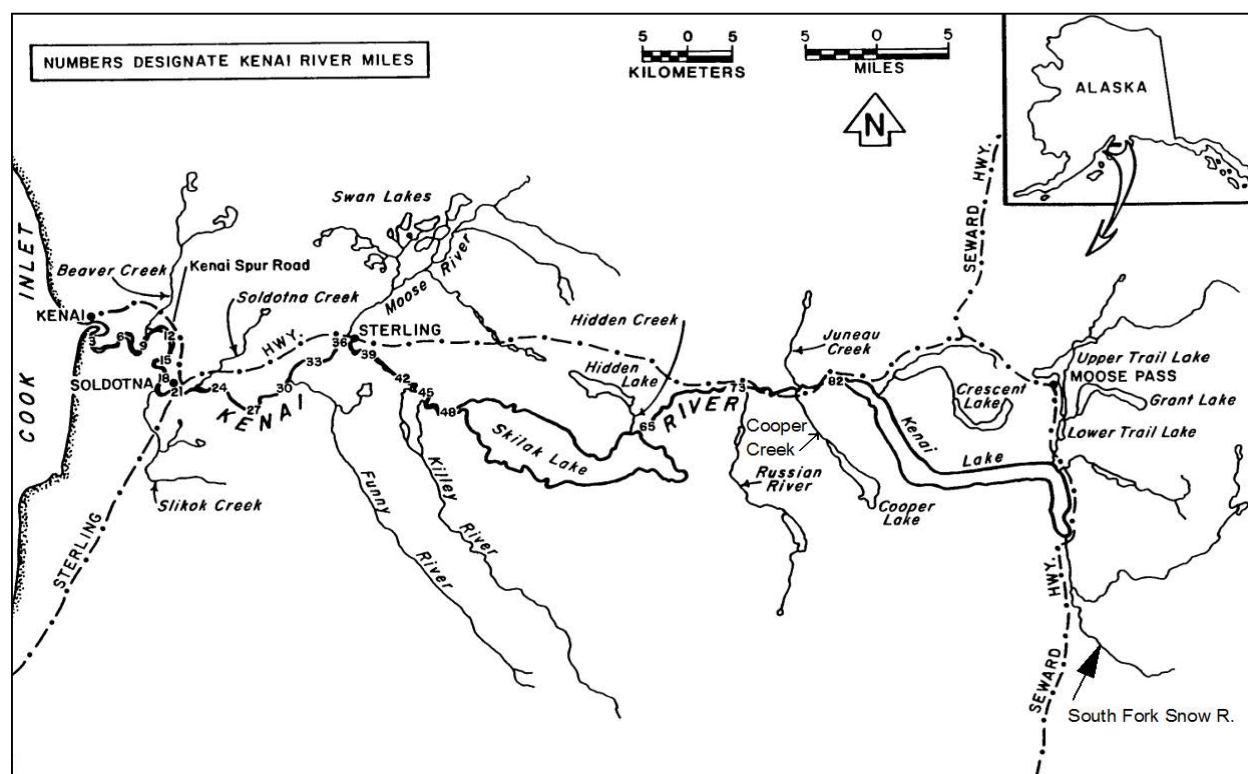 NUMBERS DESIGNATE KENAI RIVER MILES
5 0 5
KILOMETERS
5 0 5
MILES
N
ALASKA
COOK INLET
Swan Lakes
Moose River
Beaver Creek
Kenai Spur Road
Soldotna Creek
KENAI
SOLDOTNA
STERLING
HWY.
STERLING
Slikok Creek
KENAI
RIVER
3
6
9
12
15
18
21
24
27
30
33
36
39
42
45
48
65
73
82
Funny River
Killey River
Skilak Lake
Hidden Creek
Hidden
Lake
Juneau
Creek
Cooper
Creek
Russian
River
Cooper
Lake
Kenai
Lake
Crescent
Lake
SEWARD HWY.
Upper Trail Lake
MOOSE PASS
Grant Lake
Lower Trail Lake
HWY.
SEWARD
South Fork Snow R.